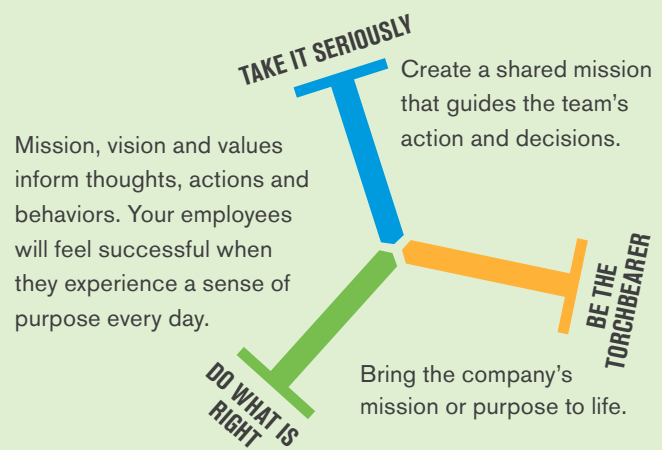 TAKE IT SERIOUSLY
Create a shared mission
that guides the team's
action and decisions.
Mission, vision and values
inform thoughts, actions and
behaviors. Your employees
will feel successful when
they experience a sense of
purpose every day.
BE THE
TORCHBEARER
Bring the company's
mission or purpose to life.
DO WHAT IS
RIGHT